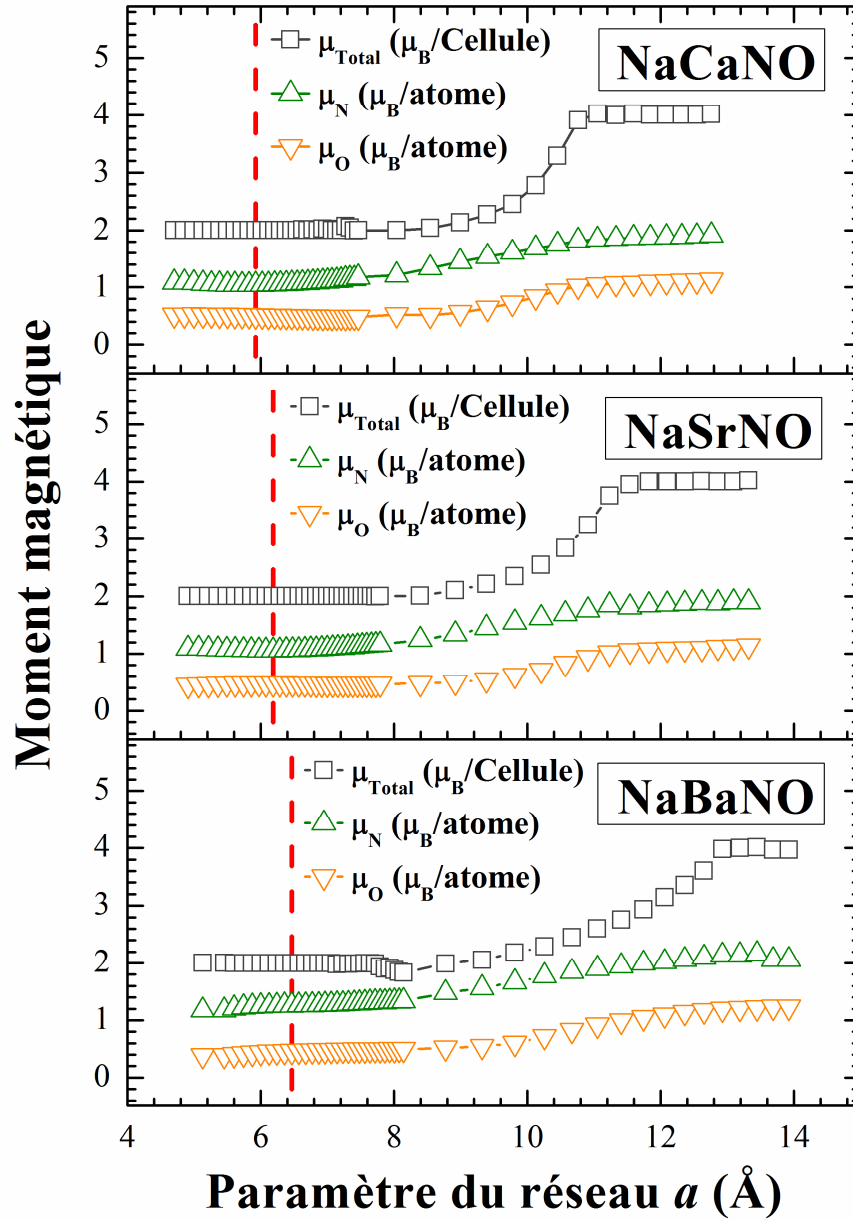 Moment magnétique
5
4
3
2
1
0
μTotal (μB/Cellule)
μN (μB/atome)
μO (μB/atome)
NaCaNO
5
4
3
2
1
0
μTotal (μB/Cellule)
μN (μB/atome)
μO (μB/atome)
NaSrNO
5
4
3
2
1
0
μTotal (μB/Cellule)
μN (μB/atome)
μO (μB/atome)
NaBaNO
4 6 8 10 12 14
Paramètre du réseau a (Å)